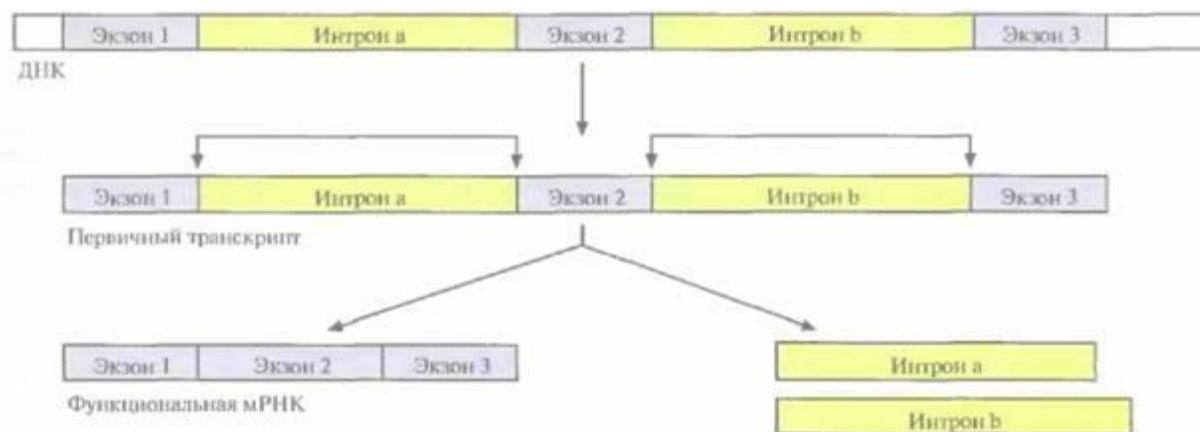 Экзон 1 Интрон a Экзон 2 Интрон b Экзон 3
ДНК
Экзон 1 Интрон a Экзон 2 Интрон b Экзон 3
Первичный транскрипт
Экзон 1 Экзон 2 Экзон 3
Функциональная мРНК
Интрон a
Интрон b